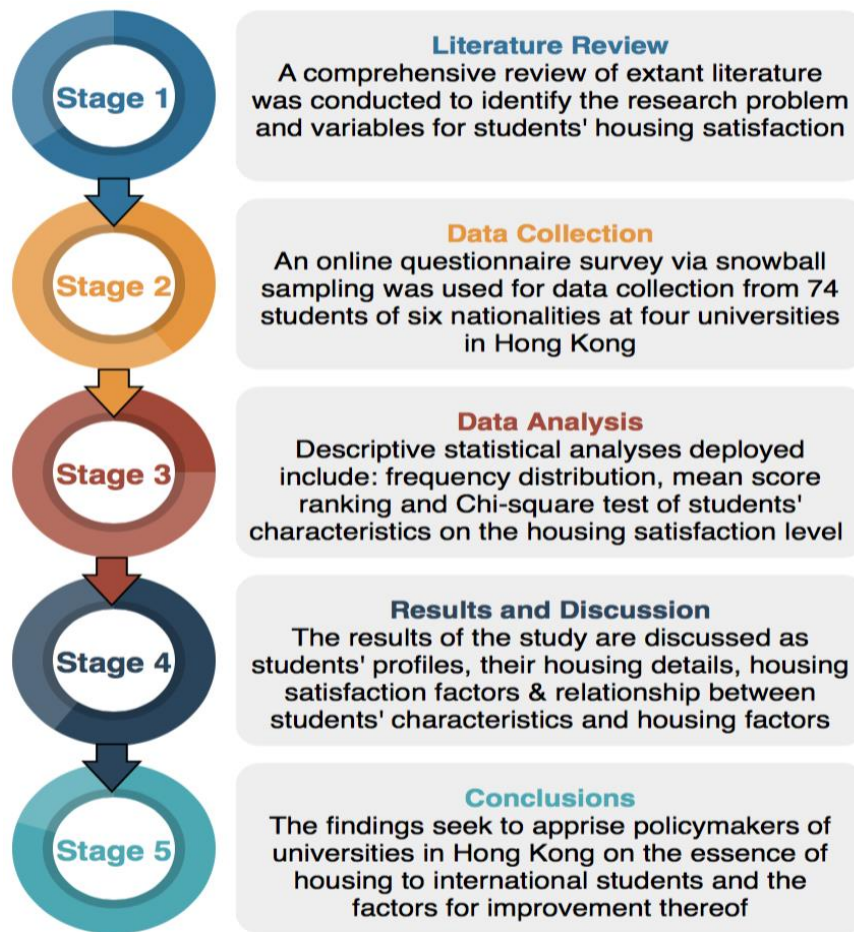 Stage 1
Literature Review
A comprehensive review of extant literature
was conducted to identify the research problem
and variables for students' housing satisfaction
Stage 2
Data Collection
An online questionnaire survey via snowball
sampling was used for data collection from 74
students of six nationalities at four universities
in Hong Kong
Stage 3
Data Analysis
Descriptive statistical analyses deployed
include: frequency distribution, mean score
ranking and Chi-square test of students'
characteristics on the housing satisfaction level
Stage 4
Results and Discussion
The results of the study are discussed as
students' profiles, their housing details, housing
satisfaction factors & relationship between
students' characteristics and housing factors
Stage 5
Conclusions
The findings seek to apprise policymakers of
universities in Hong Kong on the essence of
housing to international students and the
factors for improvement thereof